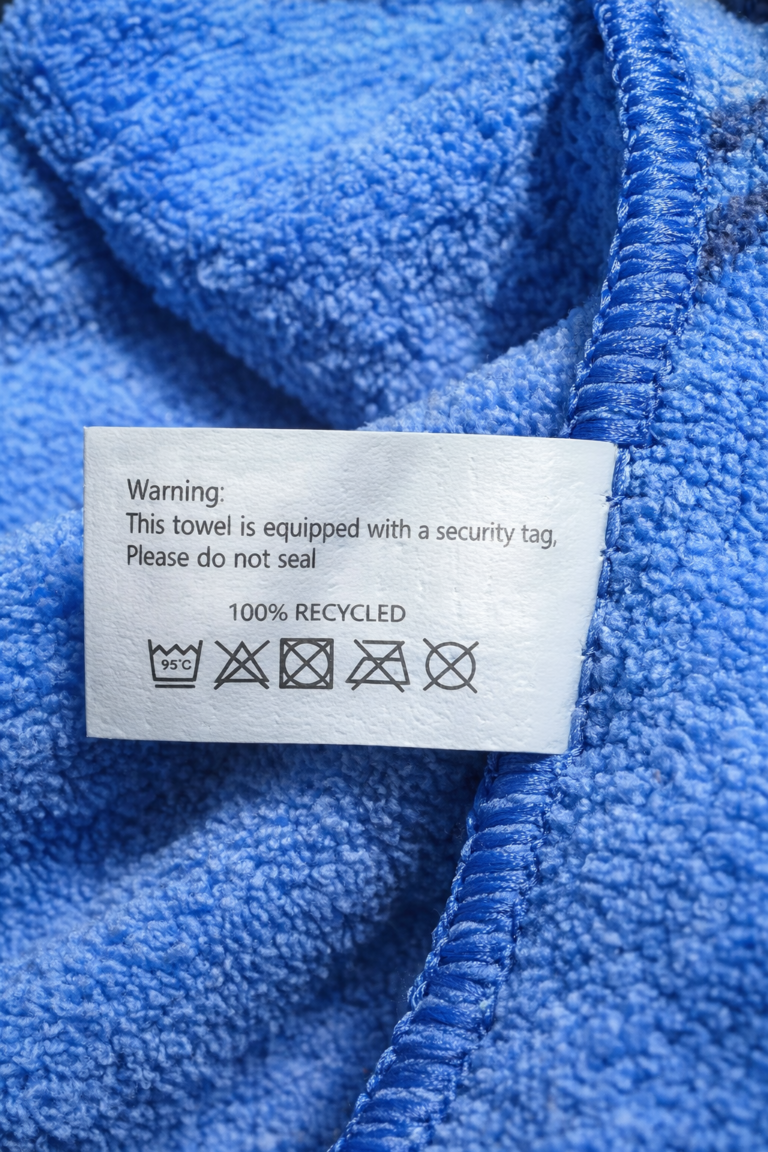 Warning:
This towel is equipped with a security tag,
Please do not seal
100% RECYCLED
95°C